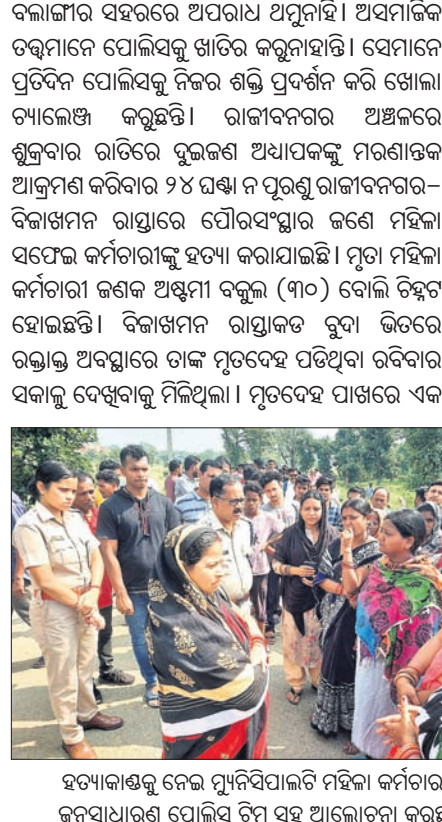 ବଲାଙ୍ଗୀର ସହରରେ ଅପରାଧ ଥମୁନାହିଁ। ଅସମାଜିକ
ତତ୍ତ୍ୱମାନେ ପୋଲିସକୁ ଖାତିର କରୁନାହାନ୍ତି। ସେମାନେ
ପ୍ରତିଦିନ ପୋଲିସକୁ ନିଜର ଶକ୍ତି ପ୍ରଦର୍ଶନ କରି ଖୋଲା
ଚ୍ୟାଲେଞ୍ଜ କରୁଛନ୍ତି। ରାଜୀବନଗର ଅଞ୍ଚଳରେ
ଶୁକ୍ରବାର ରାତିରେ ଦୁଇଜଣ ଅଧ୍ୟାପକଙ୍କୁ ମରଣାନ୍ତକ
ଆକ୍ରମଣ କରିବାର ୨୪ ଘଣ୍ଟା ନ ପୂରଣୁ ରାଜୀବନଗର–
ବିଜାଖମନ ରାସ୍ତାରେ ପୌରସଂସ୍ଥାର ଜଣେ ମହିଳା
ସଫେଇ କର୍ମଚାରୀଙ୍କୁ ହତ୍ୟା କରାଯାଇଛି। ମୃତା ମହିଳା
କର୍ମଚାରୀ ଜଣକ ଅଷ୍ଟମୀ ବକୁଲ (୩୦) ବୋଲି ଚିହ୍ନଟ
ହୋଇଛନ୍ତି। ବିଜାଖମନ ରାସ୍ତାକଡ ବୁଦା ଭିତରେ
ରକ୍ତାକ୍ତ ଅବସ୍ଥାରେ ତାଙ୍କ ମୃତଦେହ ପଡିଥିବା ରବିବାର
ସକାଳୁ ଦେଖିବାକୁ ମିଳିଥିଲା। ମୃତଦେହ ପାଖରେ ଏକ
ହତ୍ୟାକାଣ୍ଡକୁ ନେଇ ମ୍ୟୁନିସିପାଲଟି ମହିଳା କର୍ମଚାର
ଜନସାଧାରଣ ପୋଲିସ ଟିମ ସହ ଆଲୋଚନା କରୁଛ